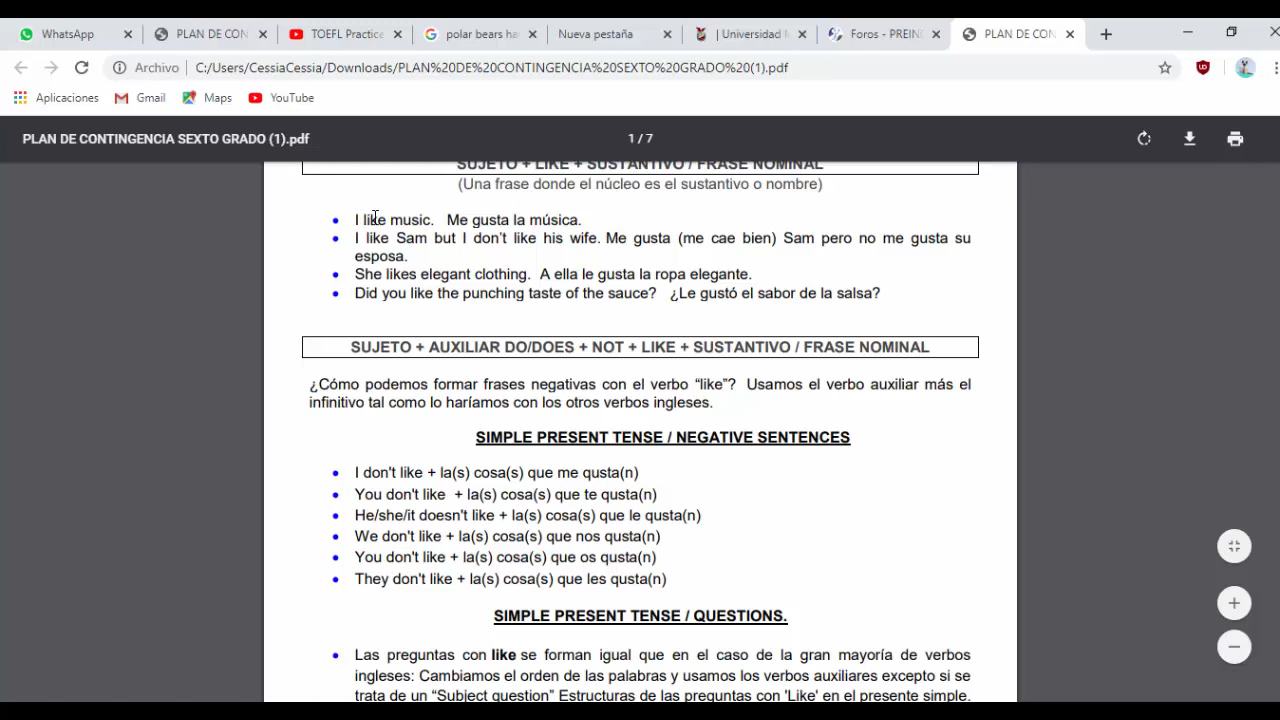 WhatsApp
PLAN DE CON
TOEFL Practice
polar bears ha
Nueva pestaña
| Universidad
Foros - PREIN
PLAN DE CON
Archivo
C:/Users/CessiaCessia/Downloads/PLAN%20DE%20CONTINGENCIA%20SEXTO%20GRADO%20(1).pdf
Aplicaciones
Gmail
Maps
YouTube
PLAN DE CONTINGENCIA SEXTO GRADO (1).pdf
1 / 7
SUJETO + LIKE + SUSTANTIVO / FRASE NOMINAL
(Una frase donde el núcleo es el sustantivo o nombre)
• I like music. Me gusta la música.
• I like Sam but I don't like his wife. Me gusta (me cae bien) Sam pero no me gusta su
esposa.
• She likes elegant clothing. A ella le gusta la ropa elegante.
• Did you like the punching taste of the sauce? ¿Le gustó el sabor de la salsa?
SUJETO + AUXILIAR DO/DOES + NOT + LIKE + SUSTANTIVO / FRASE NOMINAL
¿Cómo podemos formar frases negativas con el verbo “like”? Usamos el verbo auxiliar más el
infinitivo tal como lo haríamos con los otros verbos ingleses.
SIMPLE PRESENT TENSE / NEGATIVE SENTENCES
• I don't like + la(s) cosa(s) que me qusta(n)
• You don't like + la(s) cosa(s) que te qusta(n)
• He/she/it doesn't like + la(s) cosa(s) que le qusta(n)
• We don't like + la(s) cosa(s) que nos qusta(n)
• You don't like + la(s) cosa(s) que os qusta(n)
• They don't like + la(s) cosa(s) que les qusta(n)
SIMPLE PRESENT TENSE / QUESTIONS.
• Las preguntas con like se forman igual que en el caso de la gran mayoría de verbos
ingleses: Cambiamos el orden de las palabras y usamos los verbos auxiliares excepto si se
trata de un “Subject question” Estructuras de las preguntas con 'Like' en el presente simple.